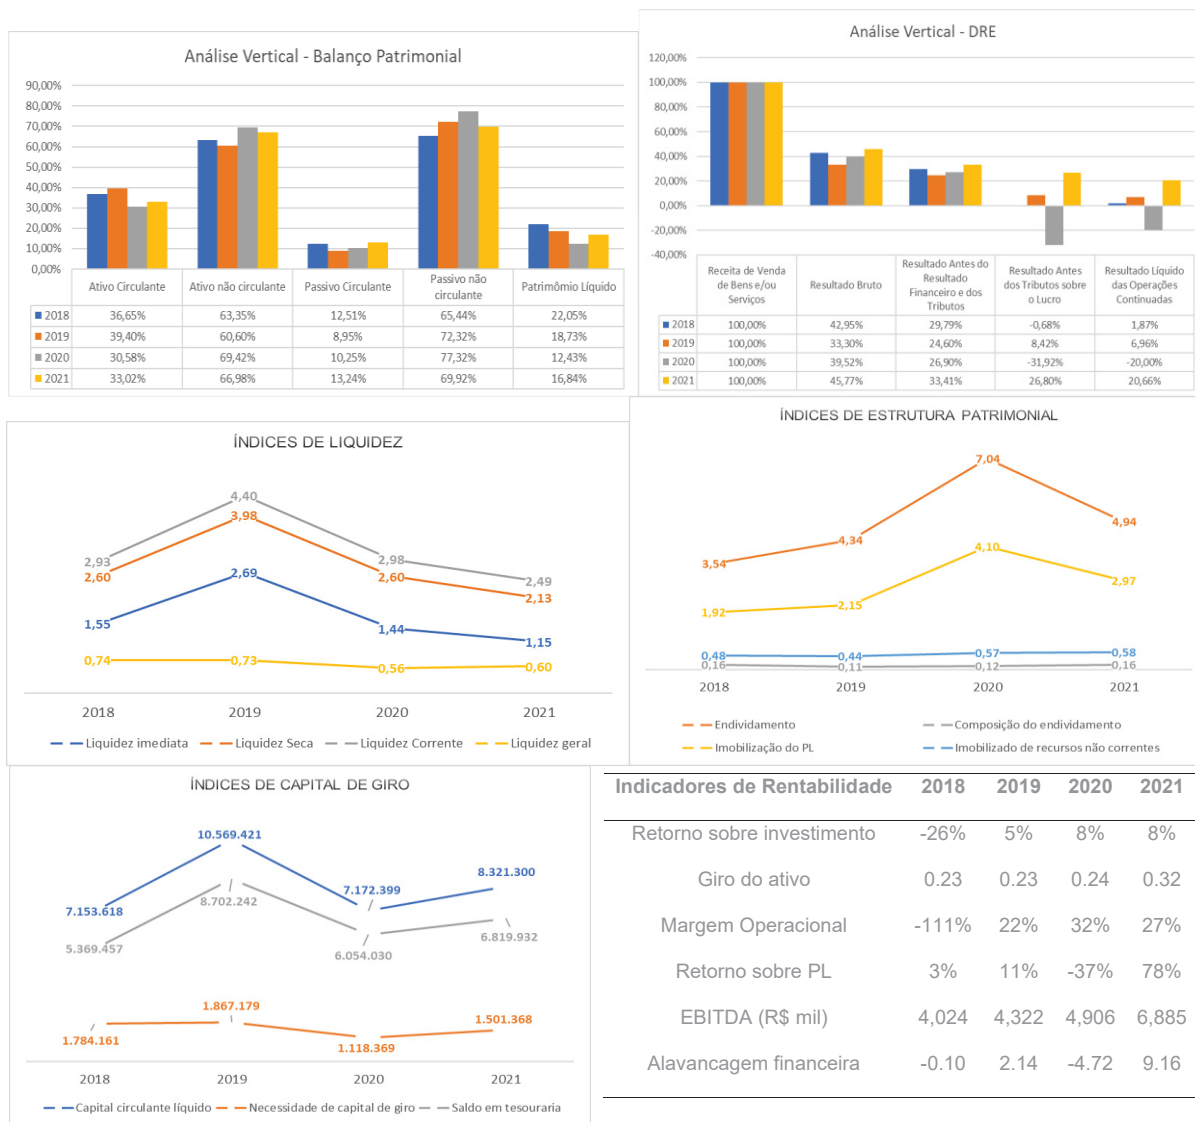 Análise Vertical - Balanço Patrimonial
90,00%
80,00%
70,00%
60,00%
50,00%
40,00%
30,00%
20,00%
10,00%
0,00%
Ativo Circulante Ativo não circulante Passivo Circulante Passivo não circulante Patrimômio Líquido
2018 36,65% 63,35% 12,51% 65,44% 22,05%
2019 39,40% 60,60% 8,95% 72,32% 18,73%
2020 30,58% 69,42% 10,25% 77,32% 12,43%
2021 33,02% 66,98% 13,24% 69,92% 16,84%
Análise Vertical - DRE
120,00%
100,00%
80,00%
60,00%
40,00%
20,00%
0,00%
-20,00%
-40,00%
Receita de Venda de Bens e/ou Serviços Resultado Bruto Resultado Antes do Resultado Financeiro e dos Tributos Resultado Antes dos Tributos sobre o Lucro Resultado Líquido das Operações Continuadas
2018 100,00% 42,95% 29,79% -0,68% 1,87%
2019 100,00% 33,30% 24,60% 8,42% 6,96%
2020 100,00% 39,52% 26,90% -31,92% -20,00%
2021 100,00% 45,77% 33,41% 26,80% 20,66%
ÍNDICES DE LIQUIDEZ
2,93 4,40 2,98 2,49
2,60 3,98 2,60 2,13
1,55 2,69 1,44 1,15
0,74 0,73 0,56 0,60
2018 2019 2020 2021
Liquidez imediata Liquidez Seca Liquidez Corrente Liquidez geral
ÍNDICES DE ESTRUTURA PATRIMONIAL
3,54 4,34 7,04 4,94
1,92 2,15 4,10 2,97
0,48 0,44 0,57 0,58
0,16 0,11 0,12 0,16
2018 2019 2020 2021
Endividamento Composição do endividamento
Imobilização do PL Imobilizado de recursos não correntes
ÍNDICES DE CAPITAL DE GIRO
7.153.618 10.569.421 7.172.399 8.321.300
5.369.457 8.702.242 6.054.030 6.819.932
1.784.161 1.867.179 1.118.369 1.501.368
2018 2019 2020 2021
Capital circulante líquido Necessidade de capital de giro Saldo em tesouraria
Indicadores de Rentabilidade 2018 2019 2020 2021
Retorno sobre investimento -26% 5% 8% 8%
Giro do ativo 0.23 0.23 0.24 0.32
Margem Operacional -111% 22% 32% 27%
Retorno sobre PL 3% 11% -37% 78%
EBITDA (R$ mil) 4,024 4,322 4,906 6,885
Alavancagem financeira -0.10 2.14 -4.72 9.16